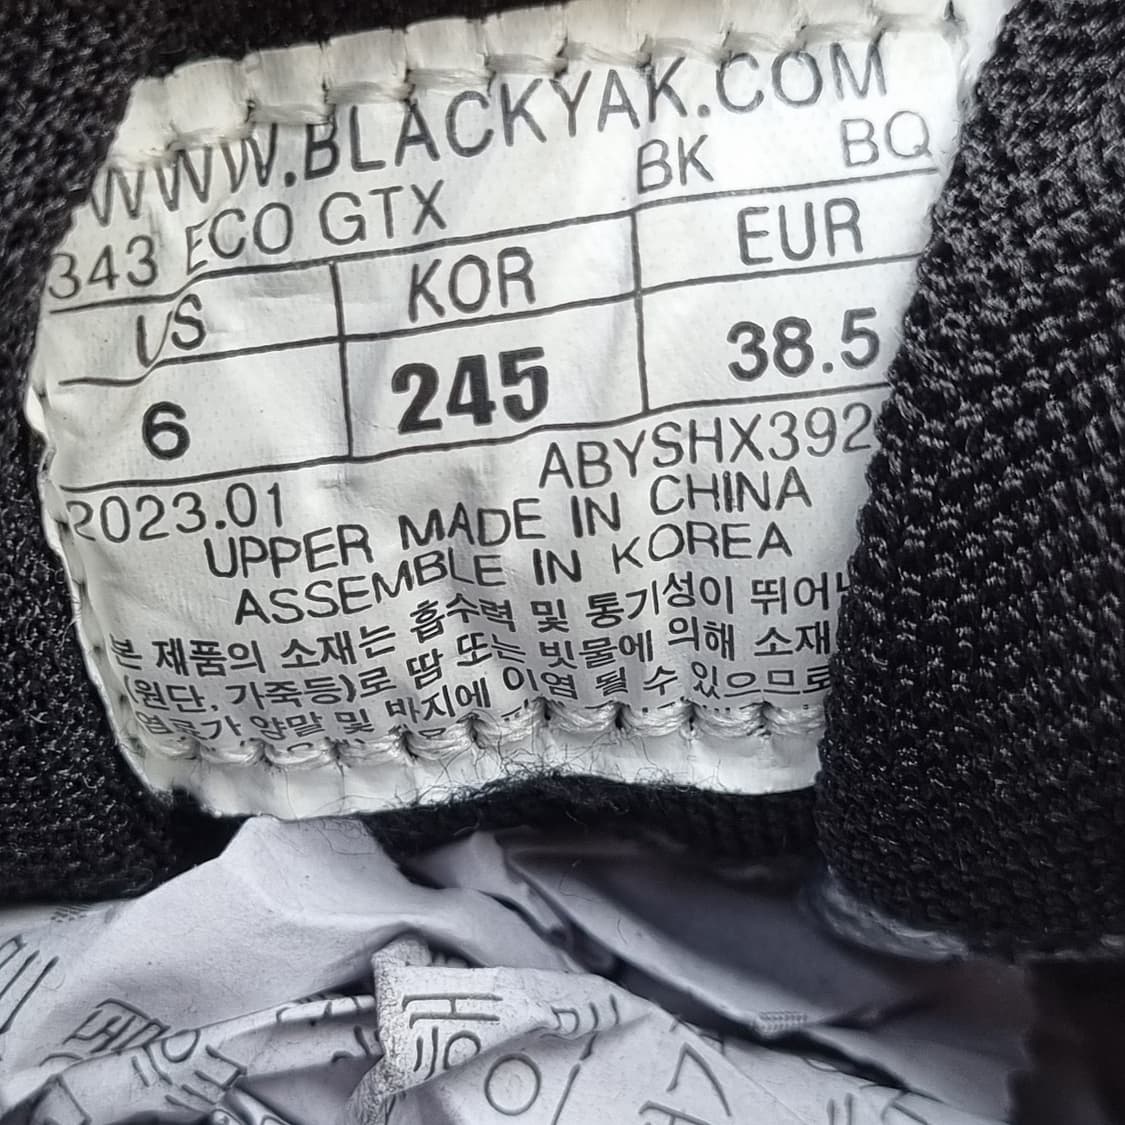 WWW.BLACKYAK.COM
343 ECO GTX BK BQ
US KOR EUR
6 245 38.5
2023.01 ABYSHX392
UPPER MADE IN CHINA
ASSEMBLE IN KOREA
본 제품의 소재는 흡수력 및 통기성이
(원단, 가죽등)로 땀 또는 빗물에 의해 소재
염료가 양말 및 바지에 이염 될 수 있으므로